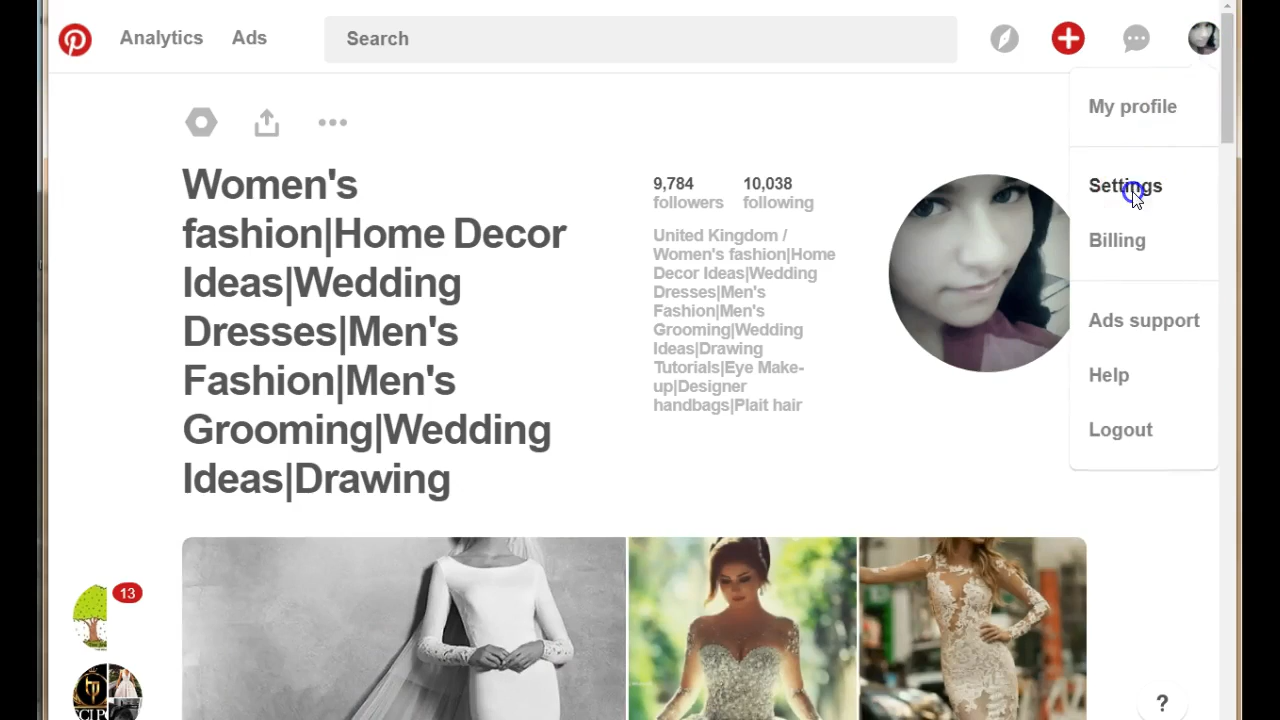 Analytics
Ads
Search
My profile
Settings
Billing
Ads support
Help
Logout
Women's
fashion|Home Decor
Ideas|Wedding
Dresses|Men's
Fashion|Men's
Grooming|Wedding
Ideas|Drawing
9,784
followers
10,038
following
United Kingdom /
Women's fashion|Home
Decor Ideas|Wedding
Dresses|Men's
Fashion|Men's
Grooming|Wedding
Ideas|Drawing
Tutorials|Eye Make-
up|Designer
handbags|Plait hair
13
?